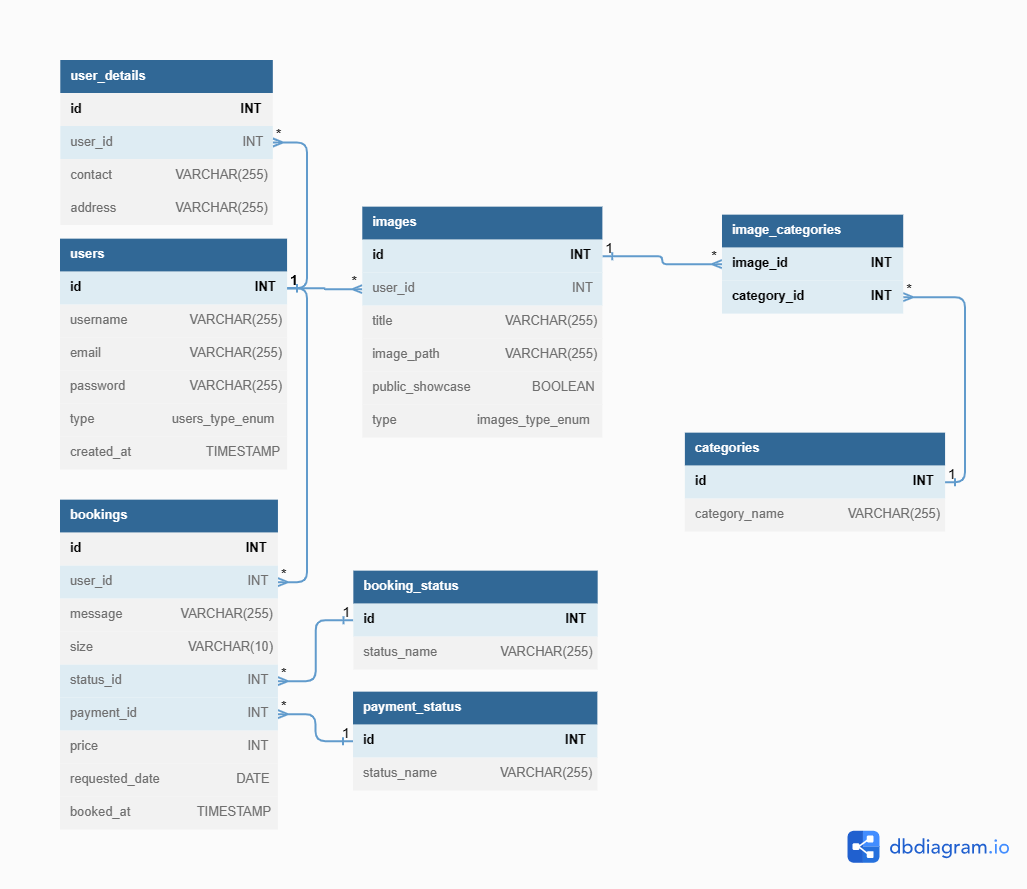 user_details
id INT
user_id INT
contact VARCHAR(255)
address VARCHAR(255)
*
users
id INT
username VARCHAR(255)
email VARCHAR(255)
password VARCHAR(255)
type users_type_enum
created_at TIMESTAMP
1
images
id INT
user_id INT
title VARCHAR(255)
image_path VARCHAR(255)
public_showcase BOOLEAN
type images_type_enum
*
1
image_categories
image_id INT
category_id INT
*
*
categories
id INT
category_name VARCHAR(255)
1
bookings
id INT
user_id INT
message VARCHAR(255)
size VARCHAR(10)
status_id INT
payment_id INT
price INT
requested_date DATE
booked_at TIMESTAMP
*
*
*
booking_status
id INT
status_name VARCHAR(255)
1
payment_status
id INT
status_name VARCHAR(255)
1
dbdiagram.io